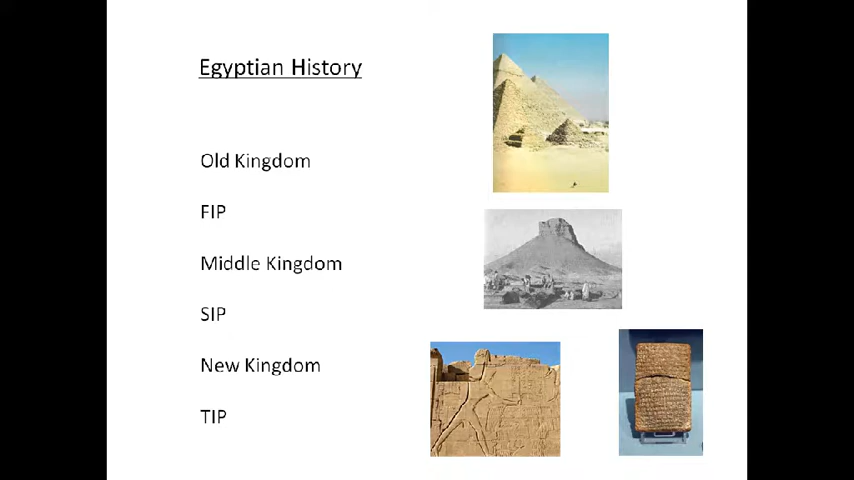 Egyptian History
Old Kingdom
FIP
Middle Kingdom
SIP
New Kingdom
TIP